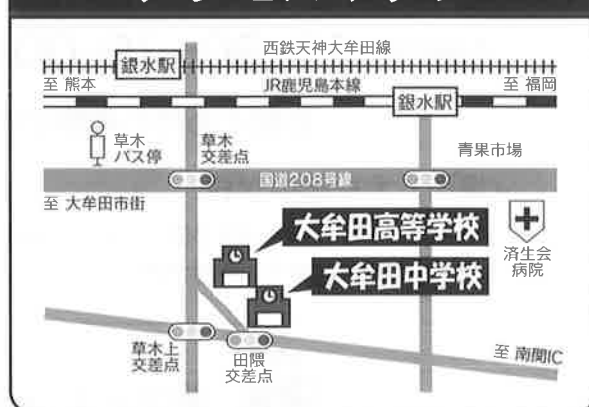 西鉄天神大牟田線
銀水駅
至 熊本
JR鹿児島本線
至 福岡
銀水駅
草木
バス停
草木
交差点
青果市場
国道208号線
至 大牟田市街
大牟田高等学校
済生会
病院
大牟田中学校
草木上
交差点
田隈
交差点
至 南関IC